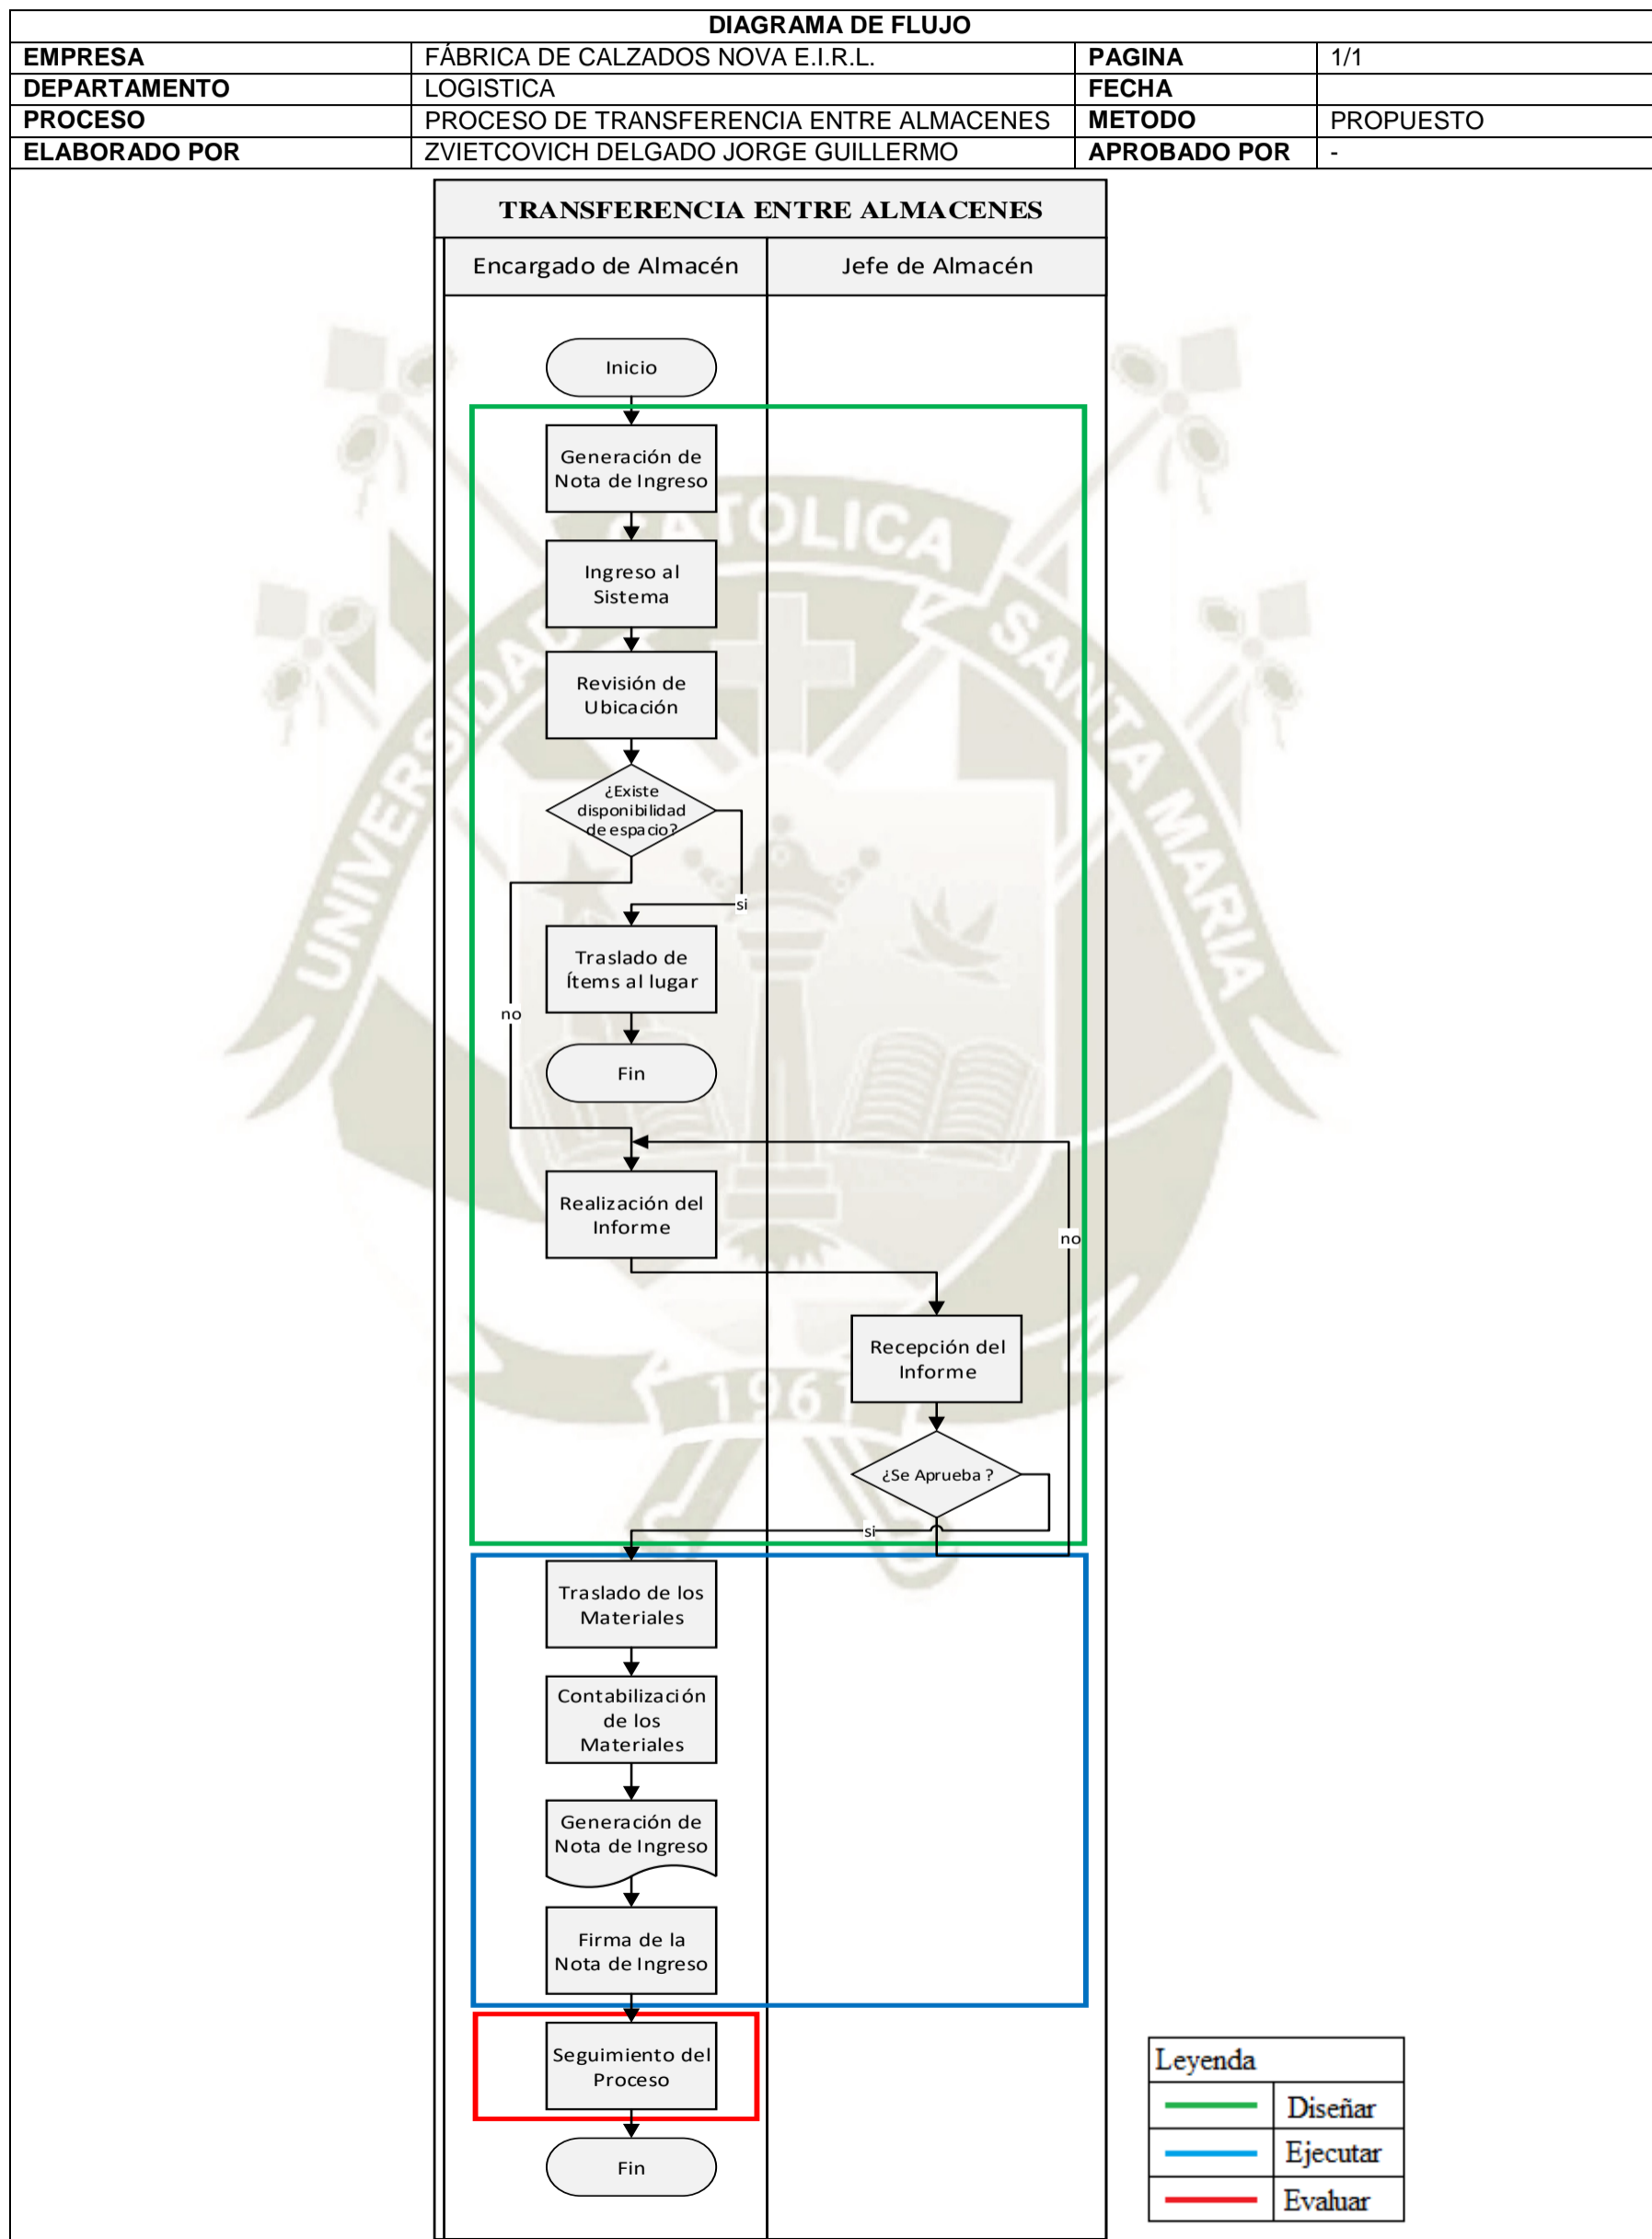 DIAGRAMA DE FLUJO
EMPRESA
FÁBRICA DE CALZADOS NOVA E.I.R.L.
PAGINA
1/1
DEPARTAMENTO
LOGISTICA
FECHA
PROCESO
PROCESO DE TRANSFERENCIA ENTRE ALMACENES
METODO
PROPUESTO
ELABORADO POR
ZVIETCOVICH DELGADO JORGE GUILLERMO
APROBADO POR
-
TRANSFERENCIA ENTRE ALMACENES
Encargado de Almacén
Jefe de Almacén
Inicio
Generación de
Nota de Ingreso
Ingreso al
Sistema
Revisión de
Ubicación
¿Existe
disponibilidad
de espacio?
si
Traslado de
Ítems al lugar
no
Fin
Realización del
Informe
no
Recepción del
Informe
¿Se Aprueba ?
si
Traslado de los
Materiales
Contabilización
de los
Materiales
Generación de
Nota de Ingreso
Firma de la
Nota de Ingreso
Seguimiento del
Proceso
Fin
Leyenda
Diseñar
Ejecutar
Evaluar
UNIVERSIDAD CATOLICA SANTA MARIA
1961